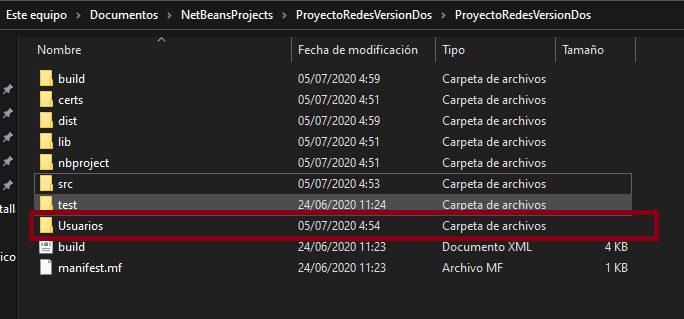 Este equipo > Documentos > NetBeansProjects > ProyectoRedesVersionDos > ProyectoRedesVersionDos
Nombre Fecha de modificación Tipo Tamaño
build 05/07/2020 4:59 Carpeta de archivos
certs 05/07/2020 4:51 Carpeta de archivos
dist 05/07/2020 4:59 Carpeta de archivos
lib 05/07/2020 4:51 Carpeta de archivos
nbproject 05/07/2020 4:51 Carpeta de archivos
src 05/07/2020 4:53 Carpeta de archivos
test 24/06/2020 11:24 Carpeta de archivos
talla
Usuarios 05/07/2020 4:54 Carpeta de archivos
build 24/06/2020 11:23 Documento XML 4 KB
ico
manifest.mf 24/06/2020 11:23 Archivo MF 1 KB